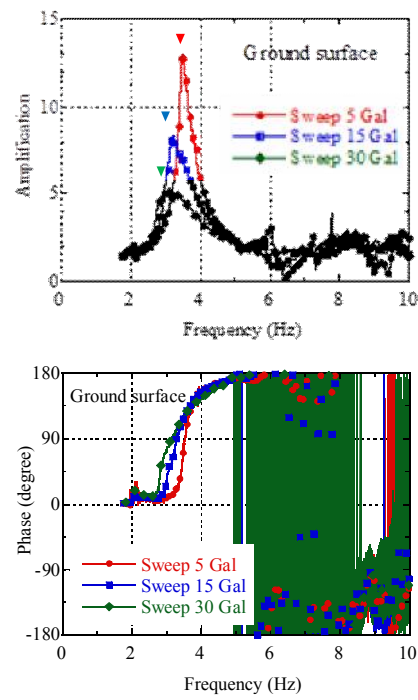 15
10
5
0
Amplification
Ground surface
Sweep 5 Gal
Sweep 15 Gal
Sweep 30 Gal
0 2 4 6 8 10
Frequency (Hz)
180
90
0
-90
-180
Phase (degree)
Ground surface
Sweep 5 Gal
Sweep 15 Gal
Sweep 30 Gal
0 2 4 6 8 10
Frequency (Hz)